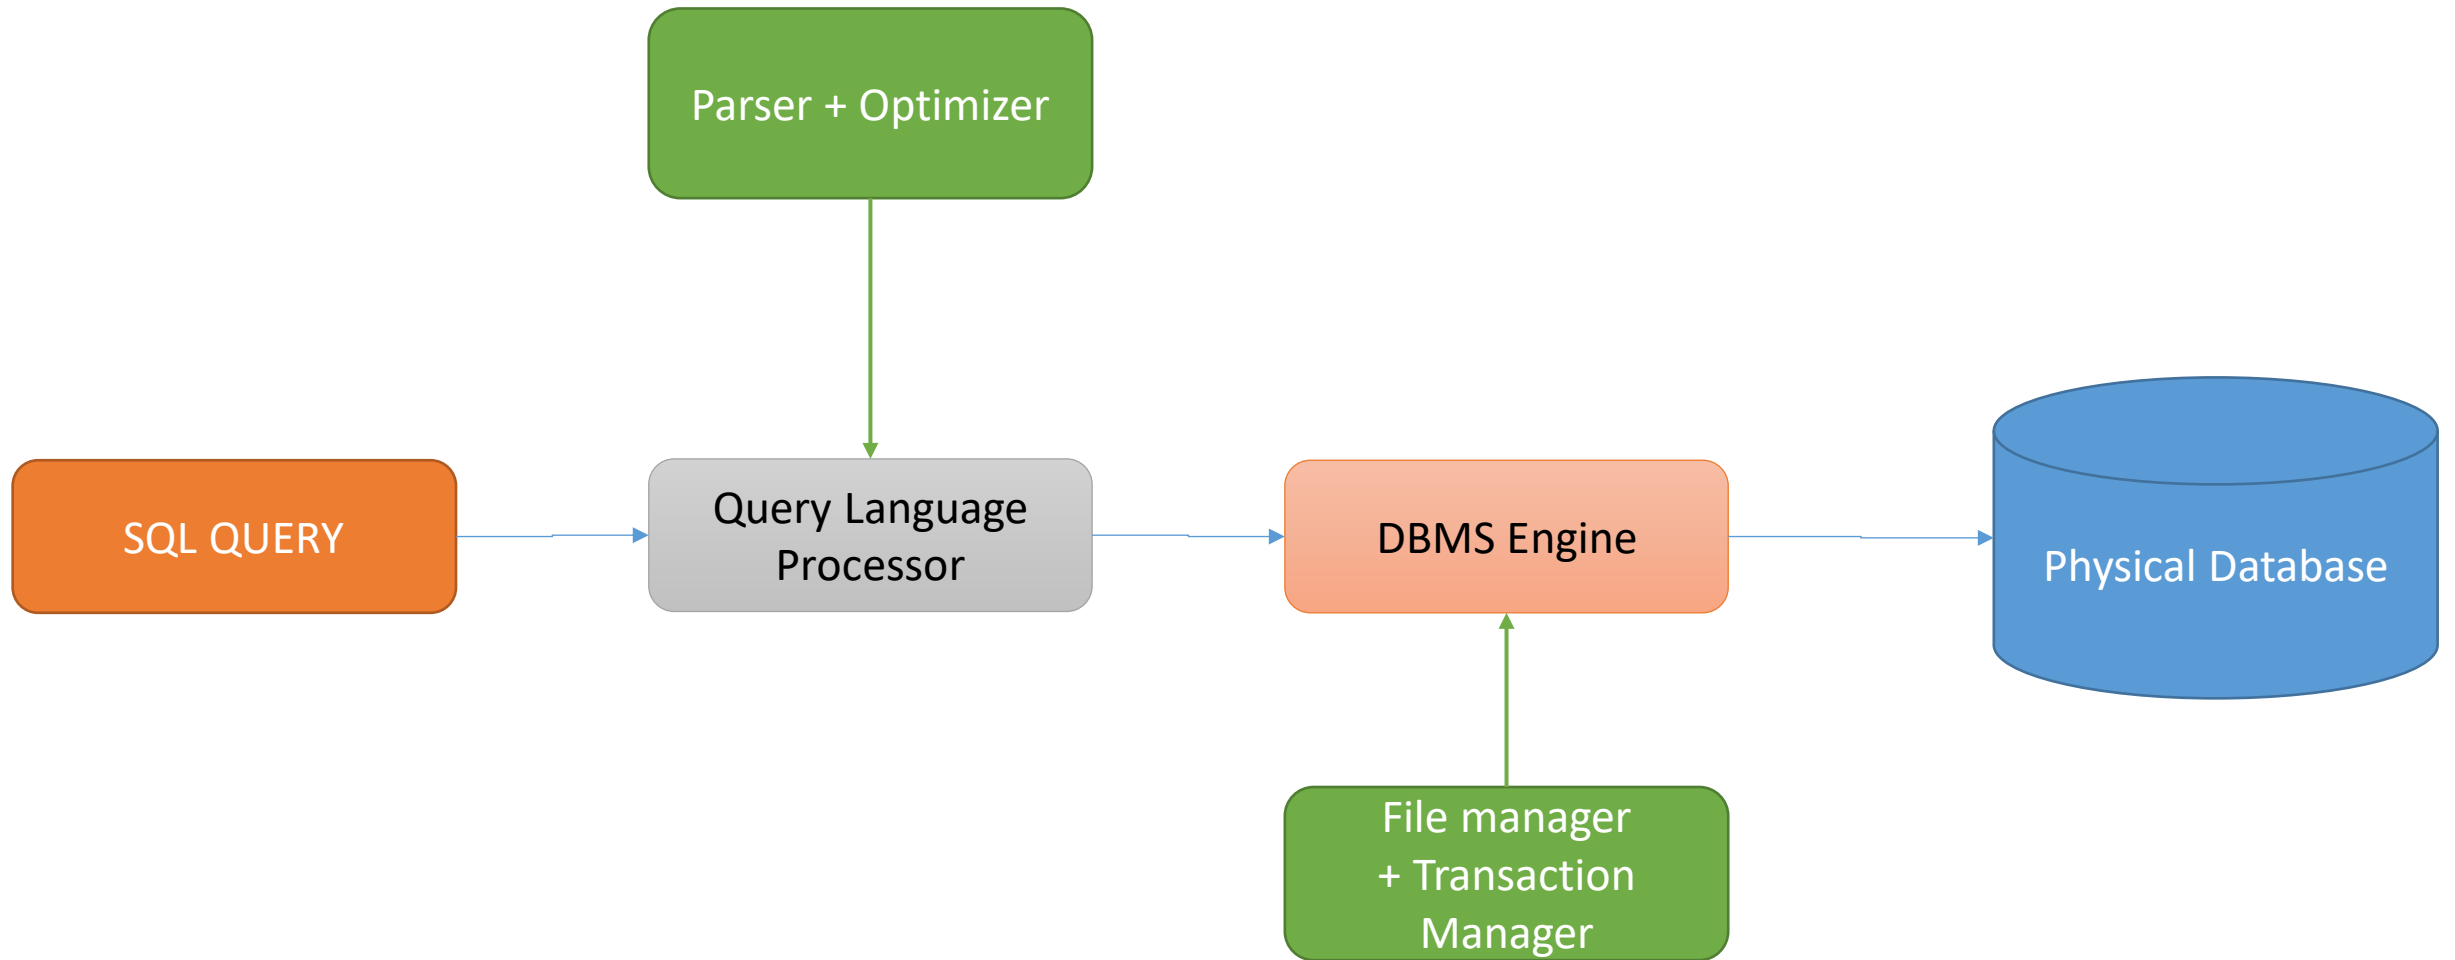 Parser + Optimizer
SQL QUERY
Query Language
Processor
DBMS Engine
Physical Database
File manager
+ Transaction
Manager